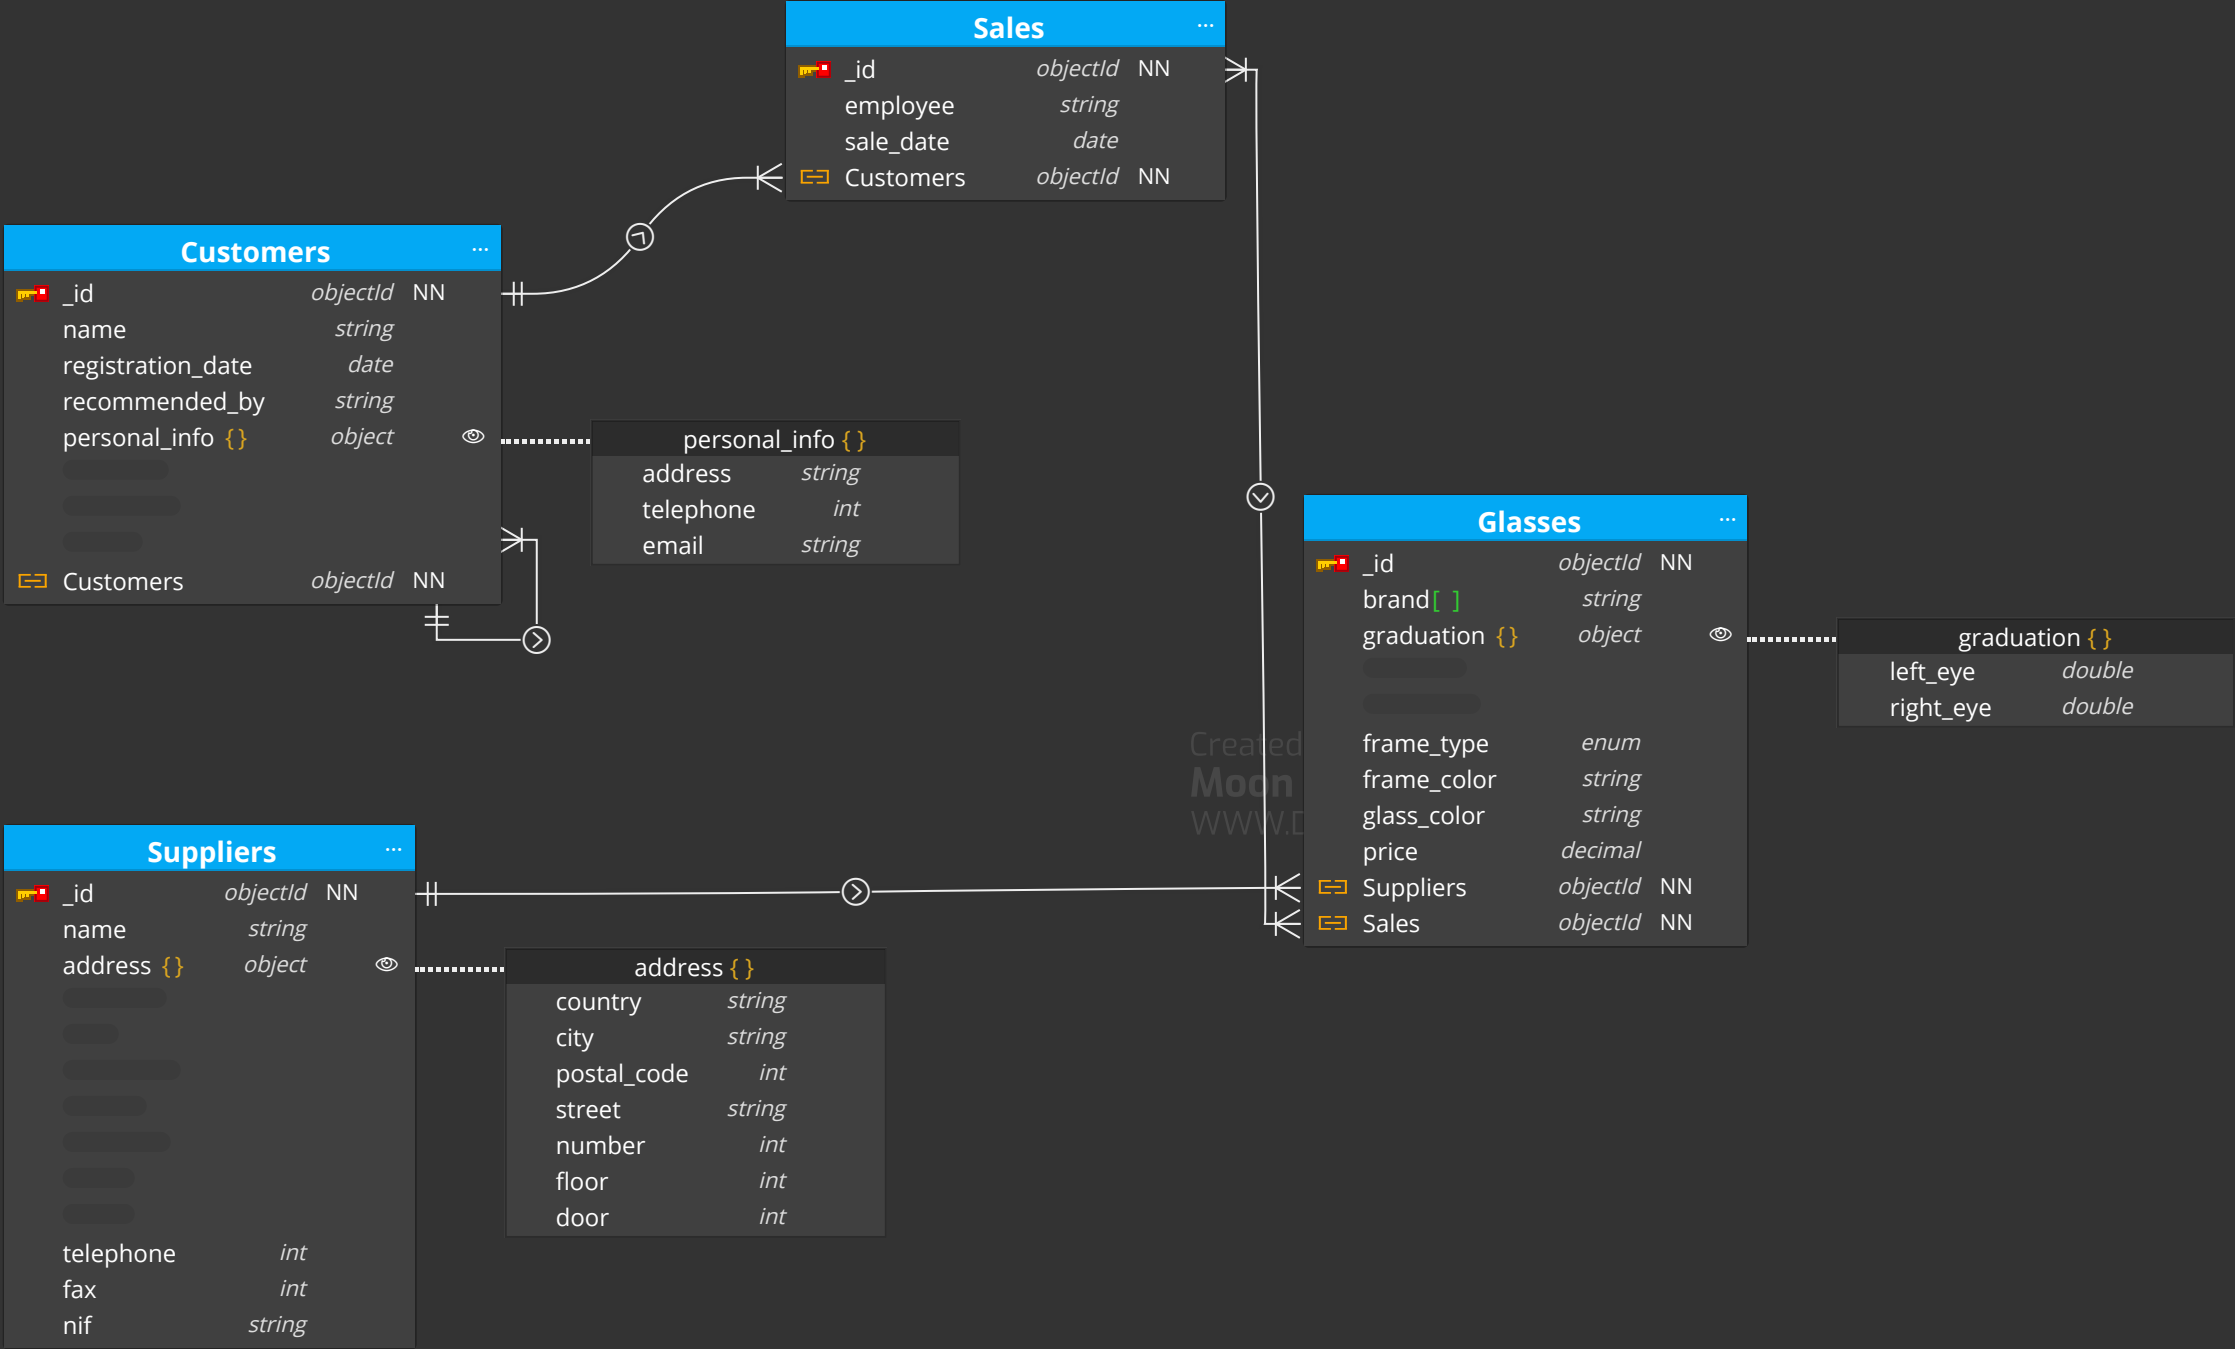 Sales ...
_id objectId NN
employee string
sale_date date
Customers objectId NN
Customers ...
_id objectId NN
name string
registration_date date
recommended_by string
personal_info {} object
Customers objectId NN
personal_info {}
address string
telephone int
email string
Glasses ...
_id objectId NN
brand[ ] string
graduation {} object
frame_type enum
frame_color string
glass_color string
price decimal
Suppliers objectId NN
Sales objectId NN
graduation {}
left_eye double
right_eye double
Created
Moon
WWW.D
Suppliers ...
_id objectId NN
name string
address {} object
telephone int
fax int
nif string
address {}
country string
city string
postal_code int
street string
number int
floor int
door int